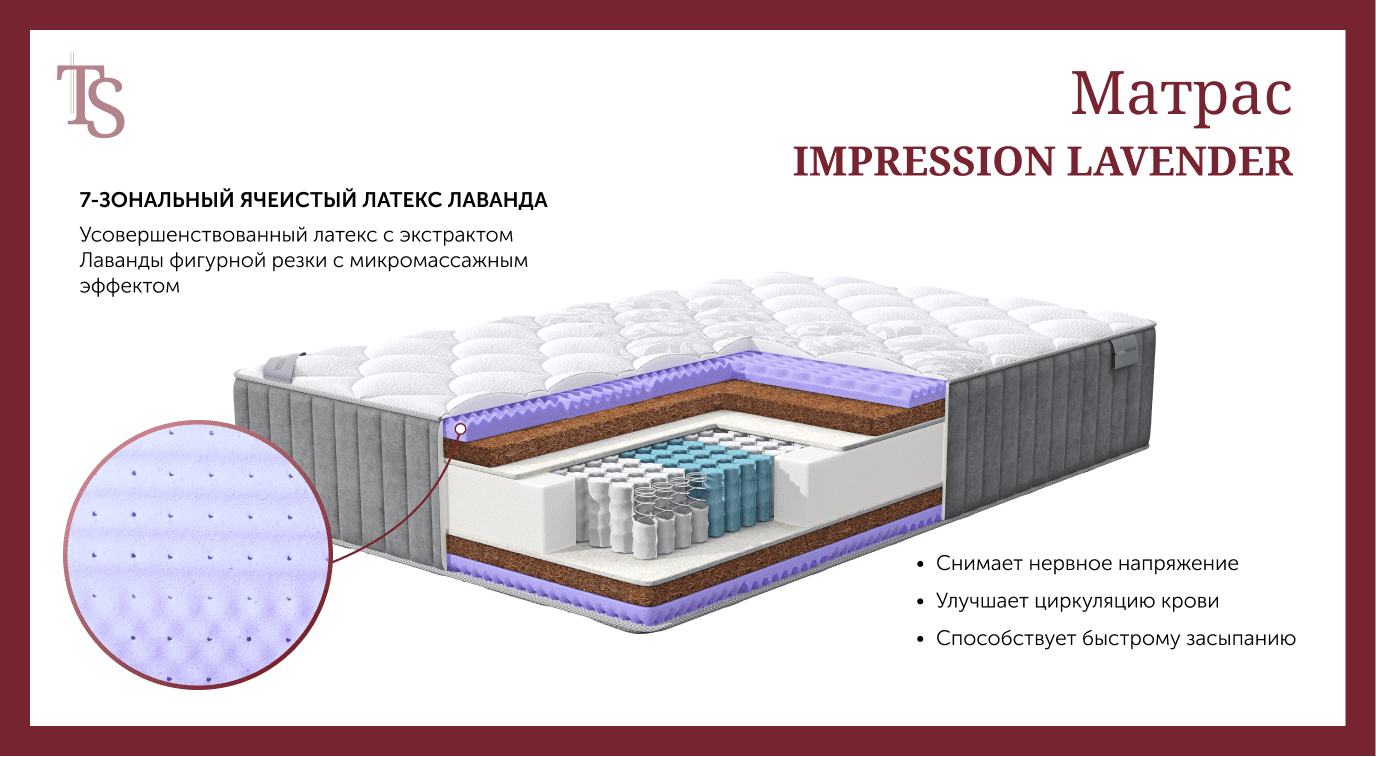 TS
Матрас
IMPRESSION LAVENDER
7-ЗОНАЛЬНЫЙ ЯЧЕИСТЫЙ ЛАТЕКС ЛАВАНДА
Усовершенствованный латекс с экстрактом
Лаванды фигурной резки с микромассажным
эффектом
• Снимает нервное напряжение
• Улучшает циркуляцию крови
• Способствует быстрому засыпанию